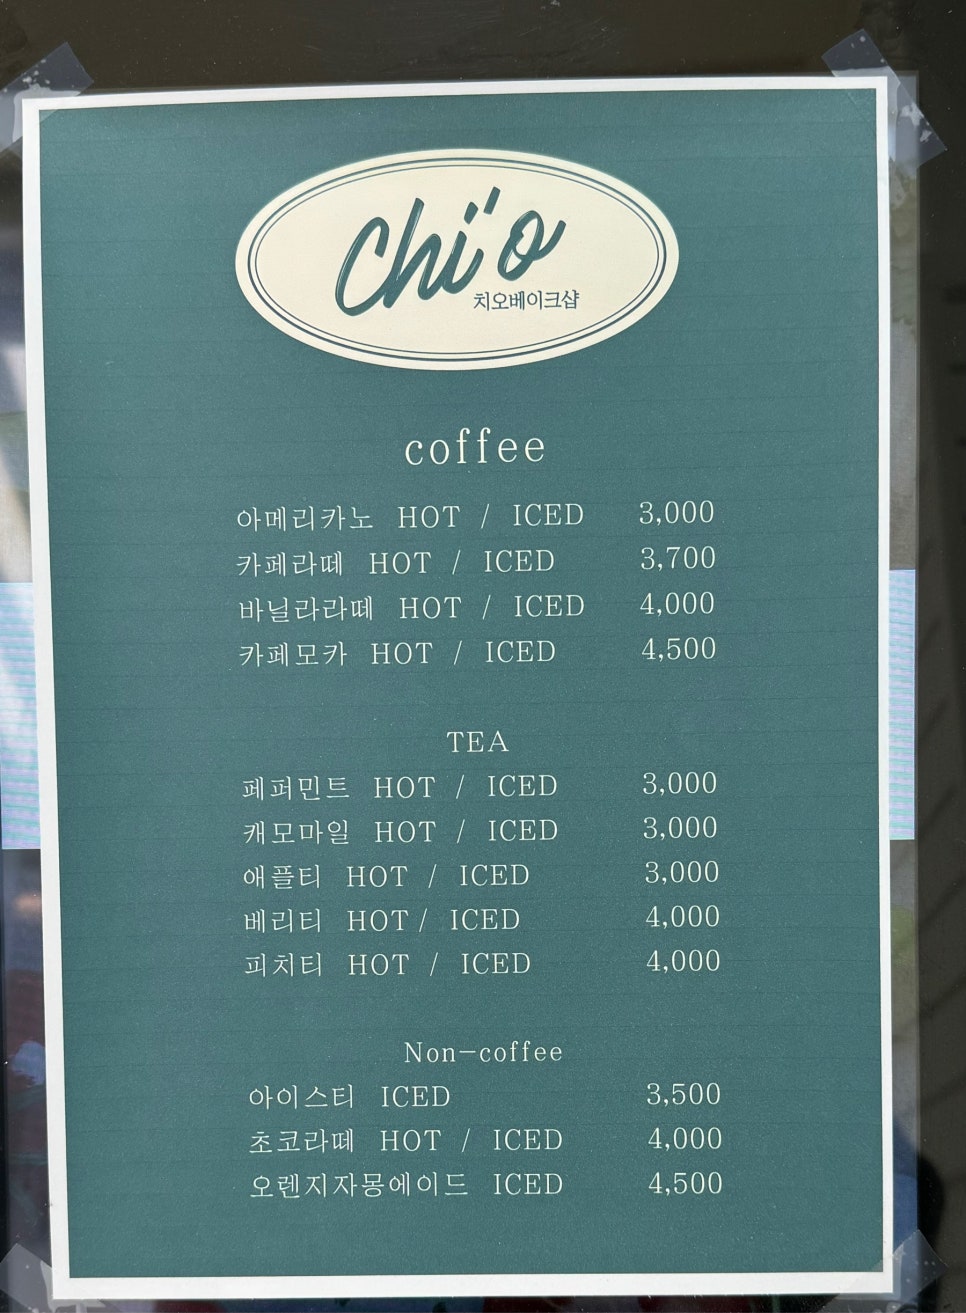 Chi'o
치오베이크샵
coffee
아메리카노 HOT / ICED 3,000
카페라떼 HOT / ICED 3,700
바닐라라떼 HOT / ICED 4,000
카페모카 HOT / ICED 4,500
TEA
페퍼민트 HOT / ICED 3,000
캐모마일 HOT / ICED 3,000
애플티 HOT / ICED 3,000
베리티 HOT / ICED 4,000
피치티 HOT / ICED 4,000
Non-coffee
아이스티 ICED 3,500
초코라떼 HOT / ICED 4,000
오렌지자몽에이드 ICED 4,500